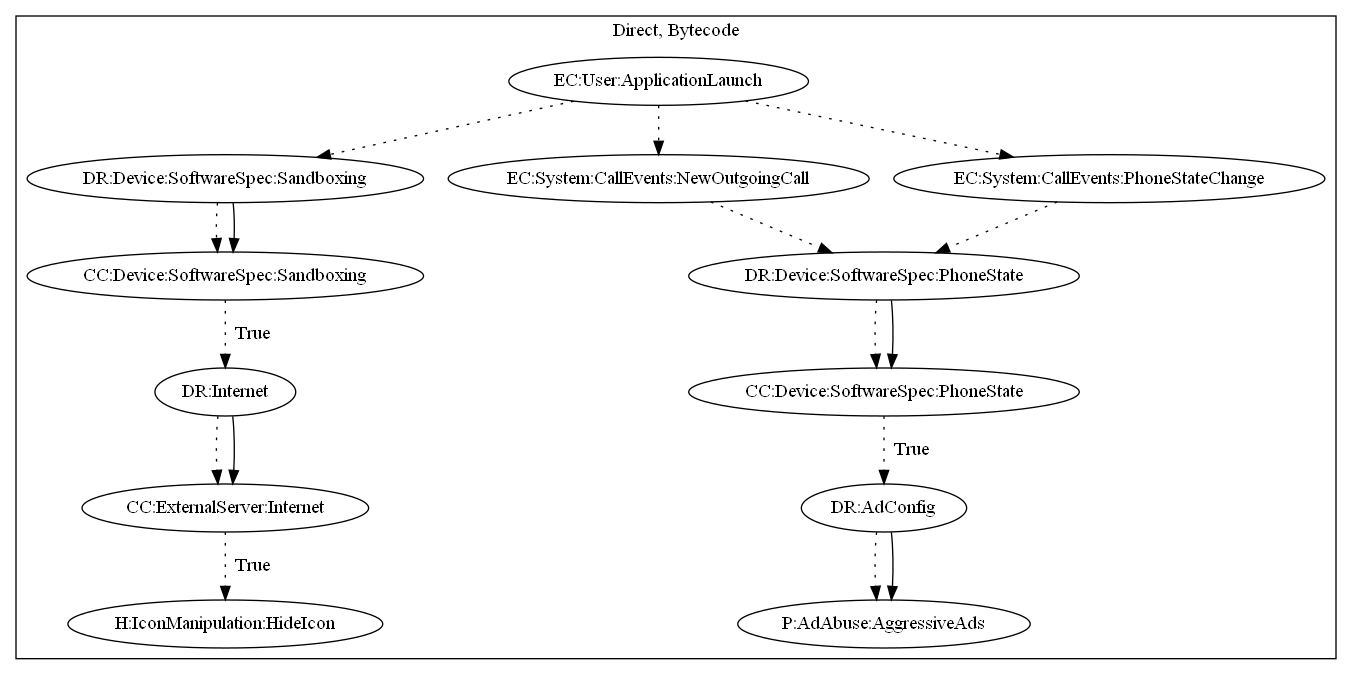 Direct, Bytecode
EC:User:ApplicationLaunch
DR:Device:SoftwareSpec:Sandboxing
EC:System:CallEvents:NewOutgoingCall
EC:System:CallEvents:PhoneStateChange
CC:Device:SoftwareSpec:Sandboxing
DR:Device:SoftwareSpec:PhoneState
True
DR:Internet
CC:Device:SoftwareSpec:PhoneState
True
CC:ExternalServer:Internet
DR:AdConfig
True
H:IconManipulation:HideIcon
P:AdAbuse:AggressiveAds